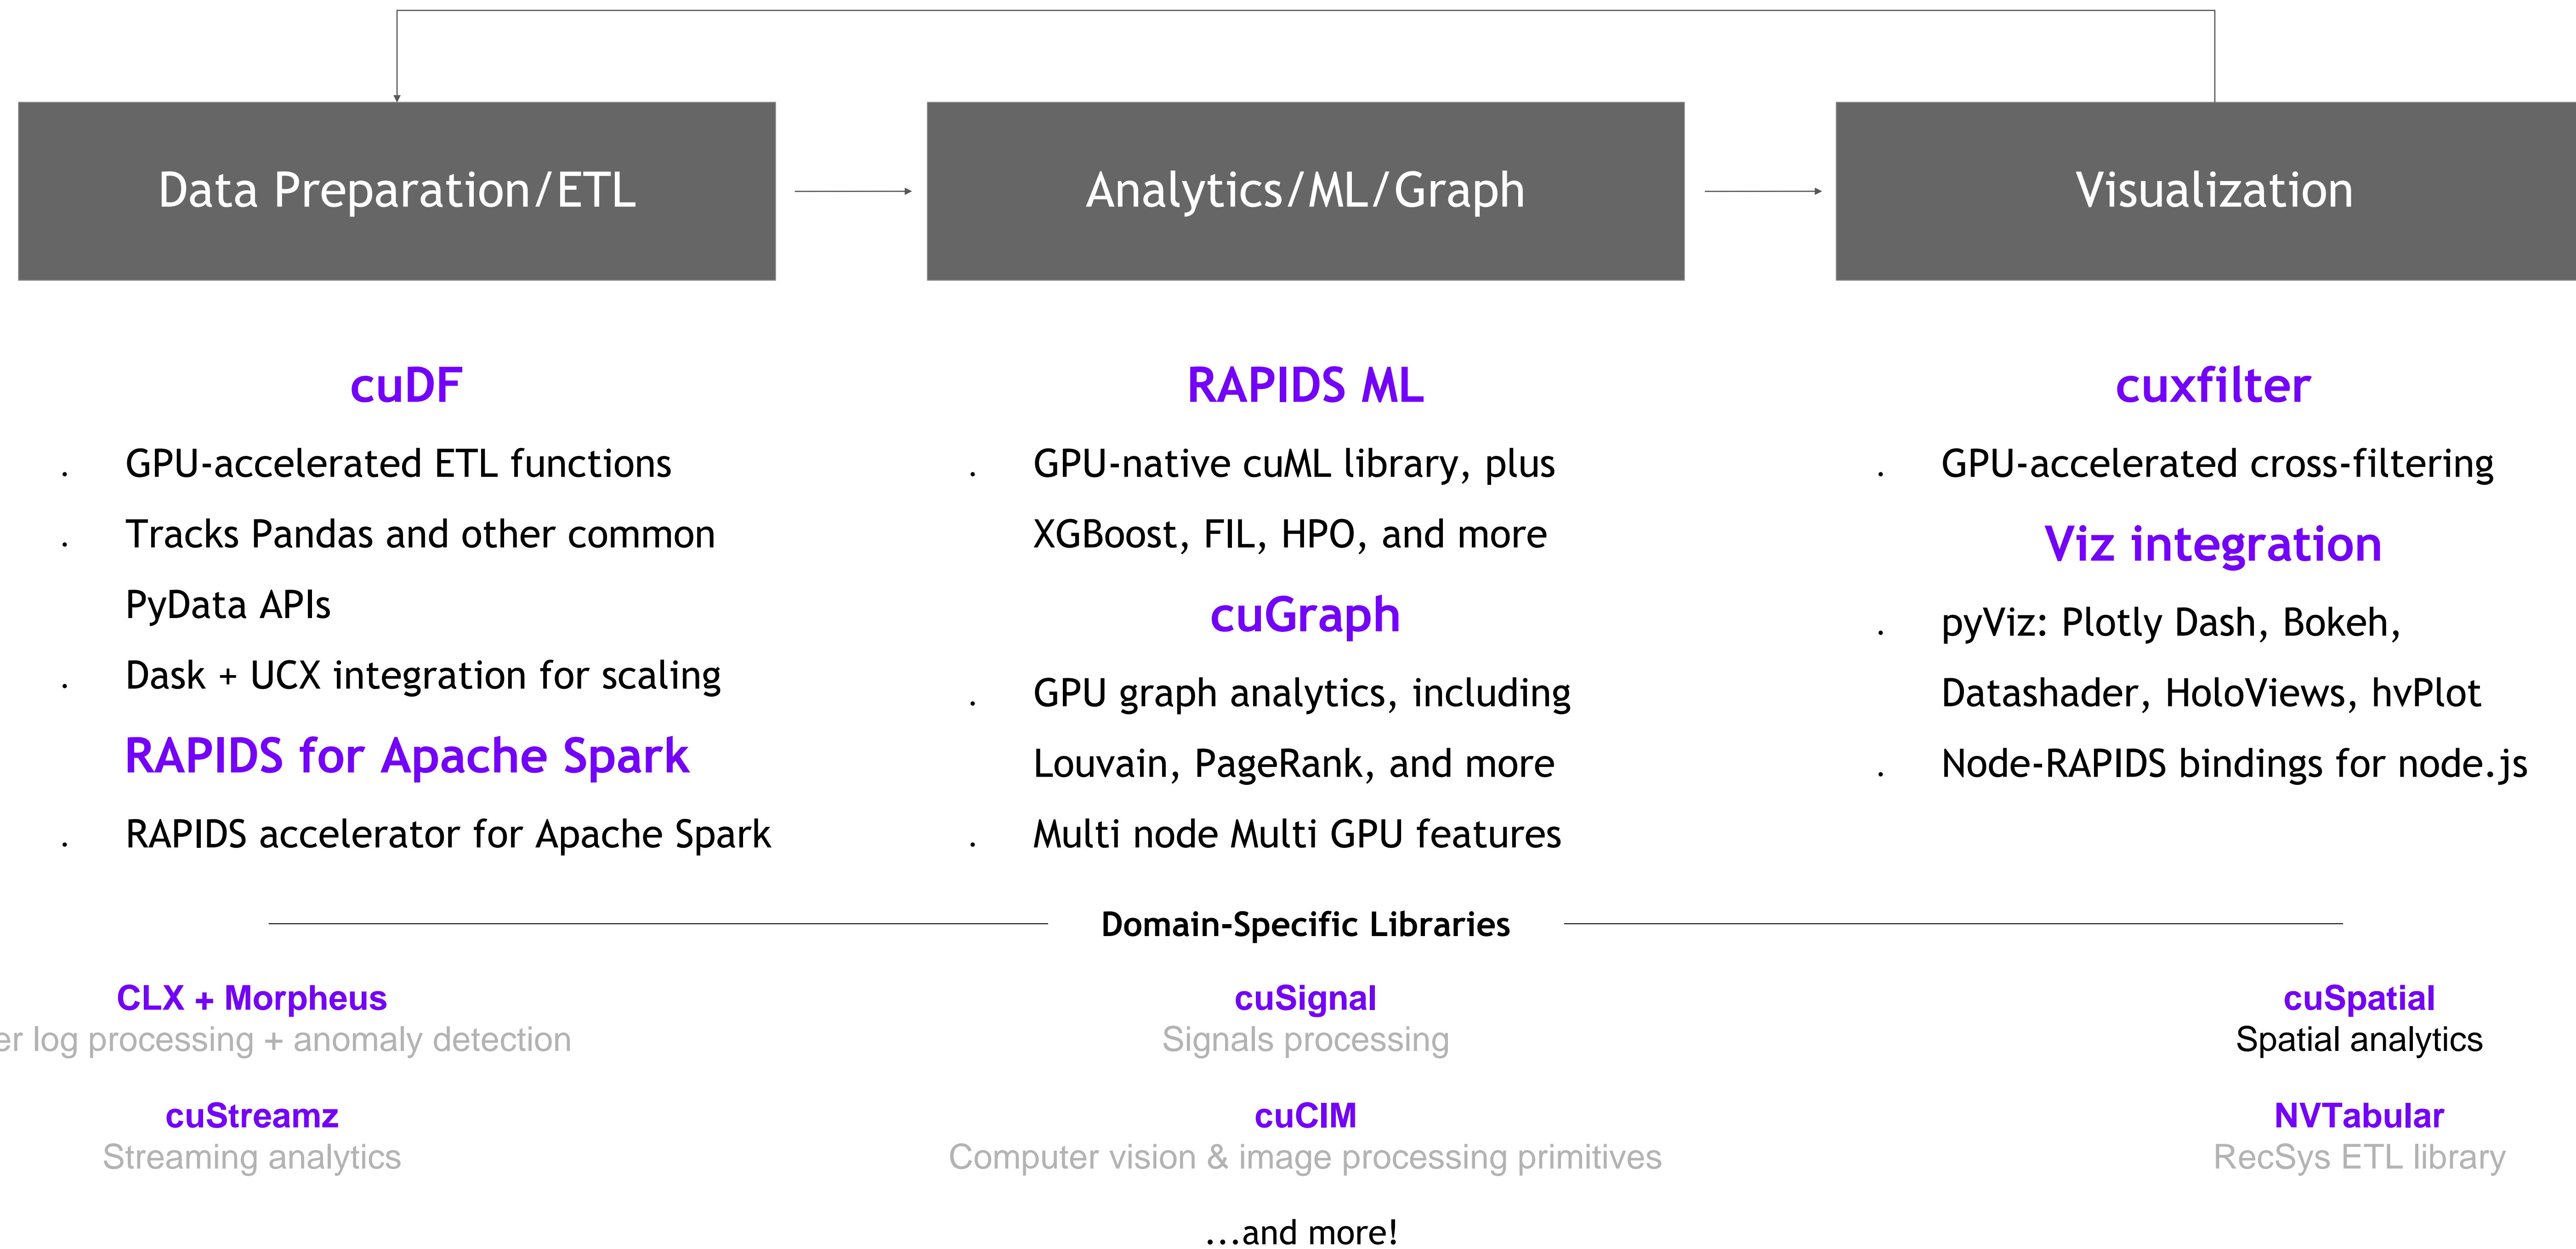 Data Preparation/ETL
Analytics/ML/Graph
Visualization
cuDF
. GPU-accelerated ETL functions
. Tracks Pandas and other common
PyData APIs
. Dask + UCX integration for scaling
RAPIDS for Apache Spark
. RAPIDS accelerator for Apache Spark
RAPIDS ML
. GPU-native cuML library, plus
XGBoost, FIL, HPO, and more
cuGraph
. GPU graph analytics, including
Louvain, PageRank, and more
. Multi node Multi GPU features
cuxfilter
. GPU-accelerated cross-filtering
Viz integration
. pyViz: Plotly Dash, Bokeh,
Datashader, HoloViews, hvPlot
. Node-RAPIDS bindings for node.js
Domain-Specific Libraries
CLX + Morpheus
log processing + anomaly detection
cuSignal
Signals processing
cuSpatial
Spatial analytics
cuStreamz
Streaming analytics
cuCIM
Computer vision & image processing primitives
NVTabular
RecSys ETL library
...and more!